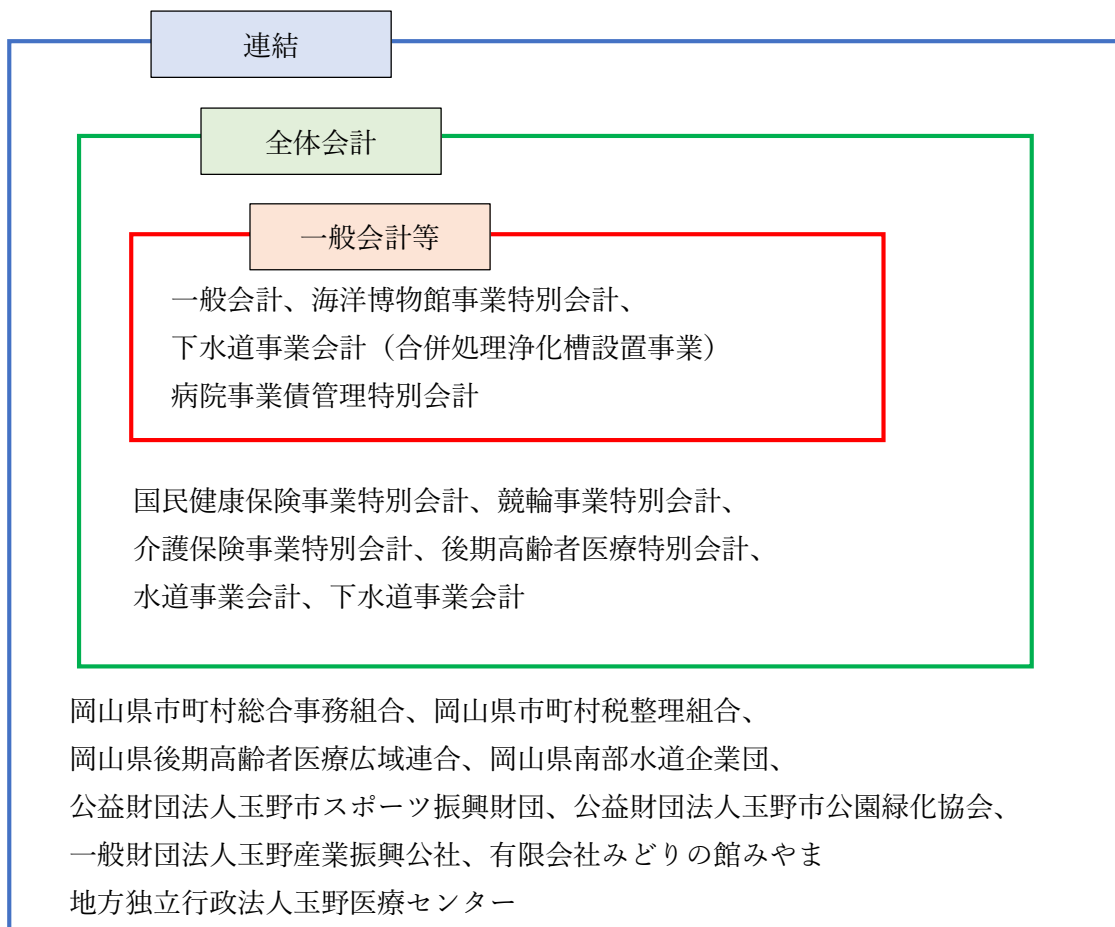 連結
全体会計
一般会計等
一般会計、海洋博物館事業特別会計、
下水道事業会計（合併処理浄化槽設置事業）
病院事業債管理特別会計
国民健康保険事業特別会計、競輪事業特別会計、
介護保険事業特別会計、後期高齢者医療特別会計、
水道事業会計、下水道事業会計
岡山県市町村総合事務組合、岡山県市町村税整理組合、
岡山県後期高齢者医療広域連合、岡山県南部水道企業団、
公益財団法人玉野市スポーツ振興財団、公益財団法人玉野市公園緑化協会、
一般財団法人玉野産業振興公社、有限会社みどりの館みやま
地方独立行政法人玉野医療センター